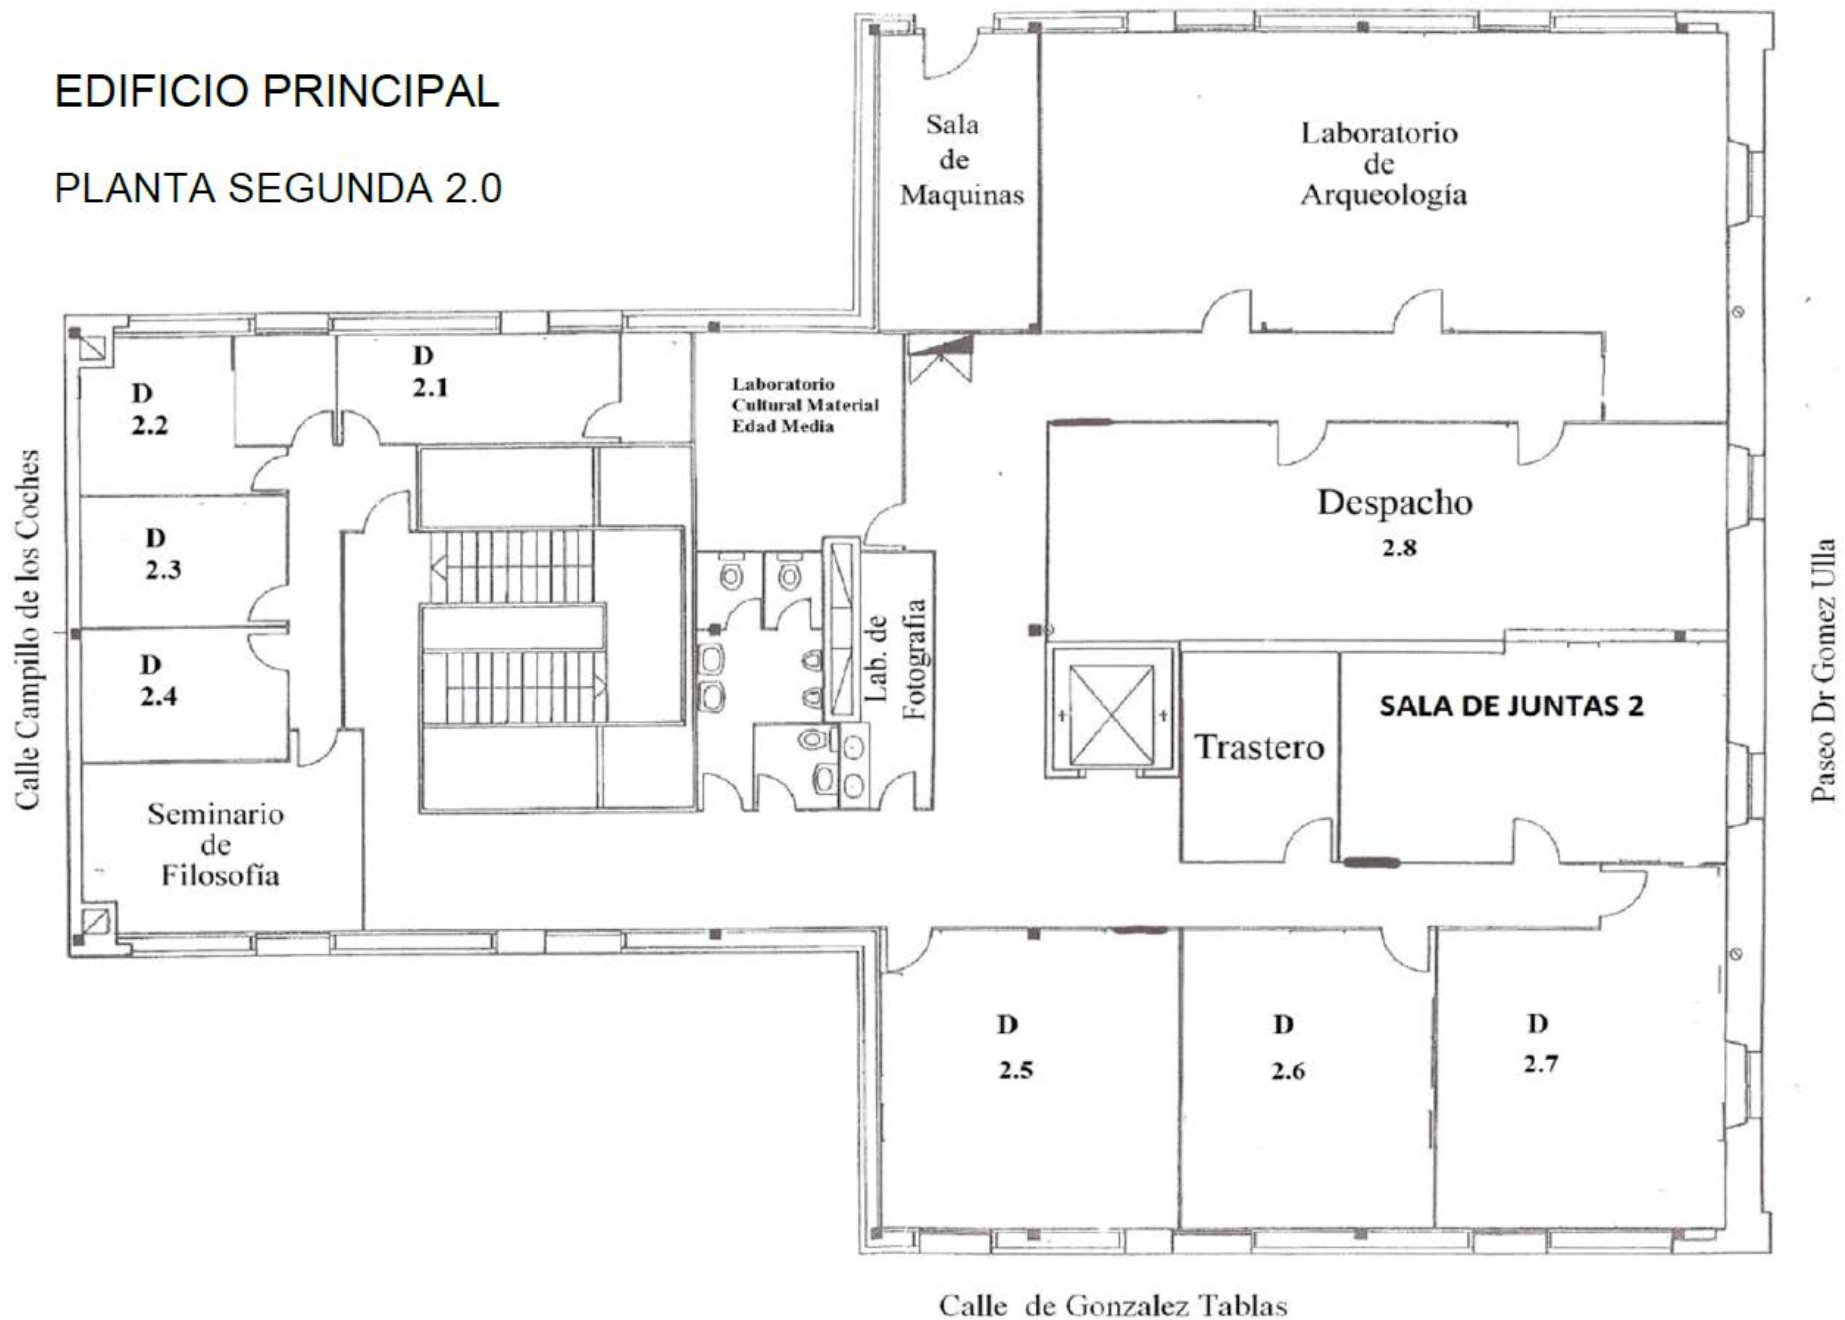 EDIFICIO PRINCIPAL
PLANTA SEGUNDA 2.0
Sala
de
Maquinas
Laboratorio
de
Arqueología
D
2.1
D
2.2
Laboratorio
Cultural Material
Edad Media
D
2.3
D
2.4
Despacho
2.8
Lab. de
Fotografia
SALA DE JUNTAS 2
Trastero
Seminario
de
Filosofía
D
2.5
D
2.6
D
2.7
Calle Campillo de los Coches
Paseo Dr Gomez Ulla
Calle de Gonzalez Tablas